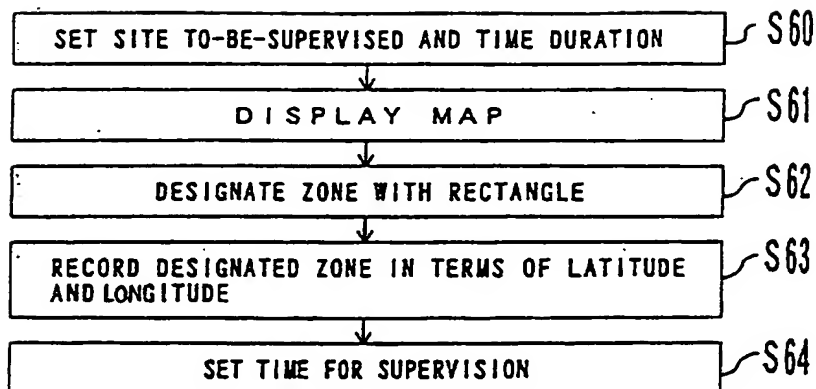 SET SITE TO-BE-SUPERVISED AND TIME DURATION S60
DISPLAY MAP S61
DESIGNATE ZONE WITH RECTANGLE S62
RECORD DESIGNATED ZONE IN TERMS OF LATITUDE S63
AND LONGITUDE
SET TIME FOR SUPERVISION S64